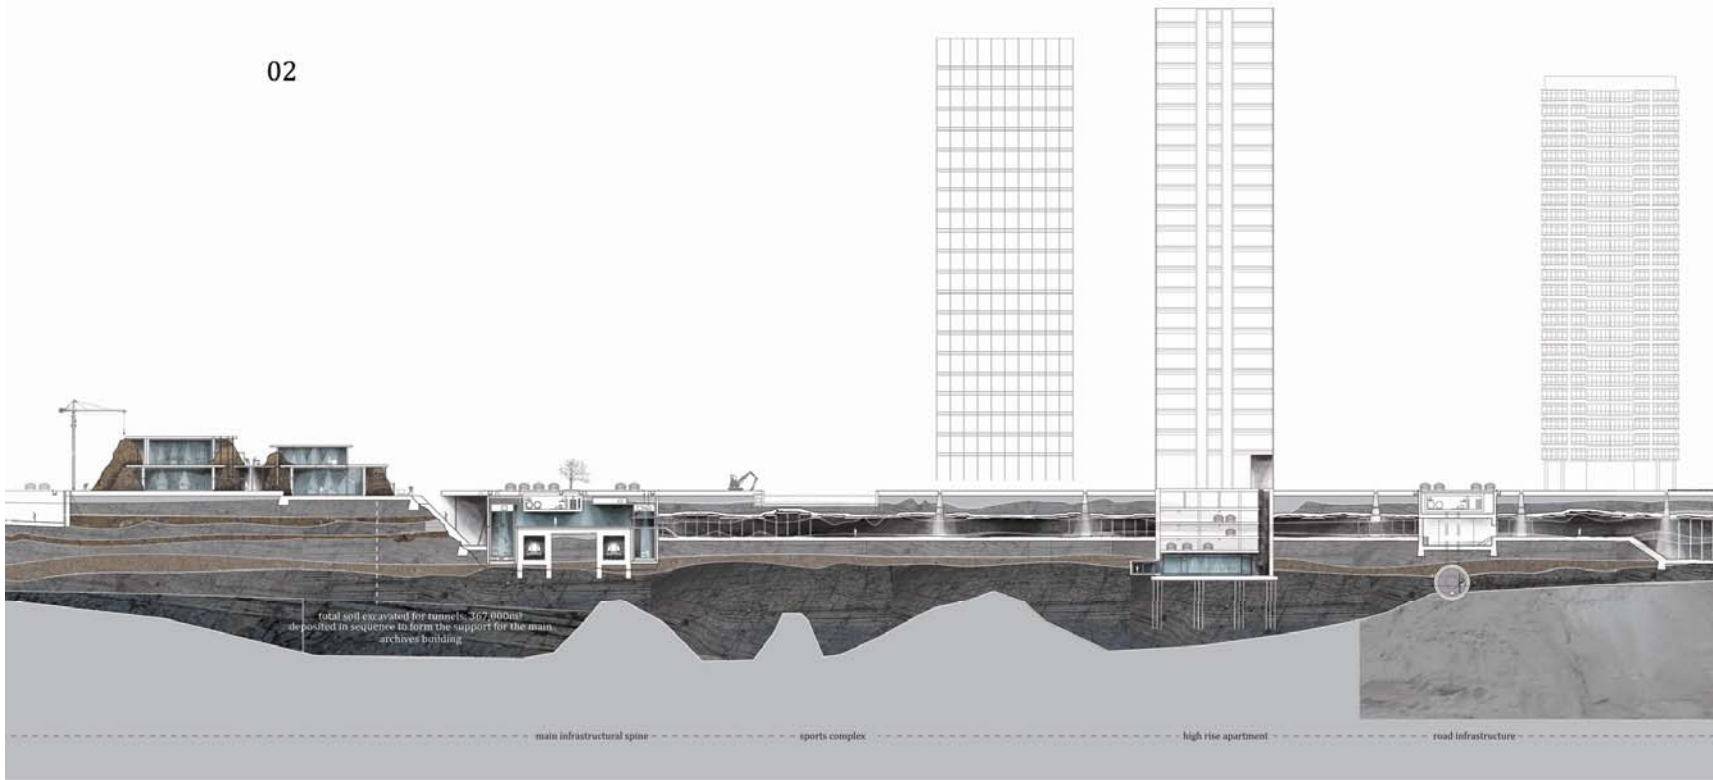 02
total soil excavated for tunnels: 367,000m³
deposited in sequence to form the support for the main
archives building
main infrastructural spine
sports complex
high rise apartment
road infrastructure